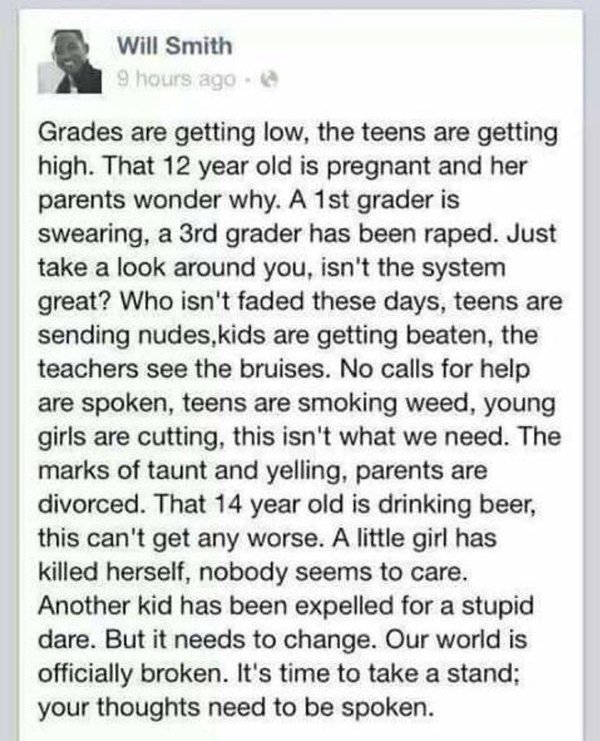 Will Smith
9 hours ago ·
Grades are getting low, the teens are getting
high. That 12 year old is pregnant and her
parents wonder why. A 1st grader is
swearing, a 3rd grader has been raped. Just
take a look around you, isn't the system
great? Who isn't faded these days, teens are
sending nudes,kids are getting beaten, the
teachers see the bruises. No calls for help
are spoken, teens are smoking weed, young
girls are cutting, this isn't what we need. The
marks of taunt and yelling, parents are
divorced. That 14 year old is drinking beer,
this can't get any worse. A little girl has
killed herself, nobody seems to care.
Another kid has been expelled for a stupid
dare. But it needs to change. Our world is
officially broken. It's time to take a stand;
your thoughts need to be spoken.